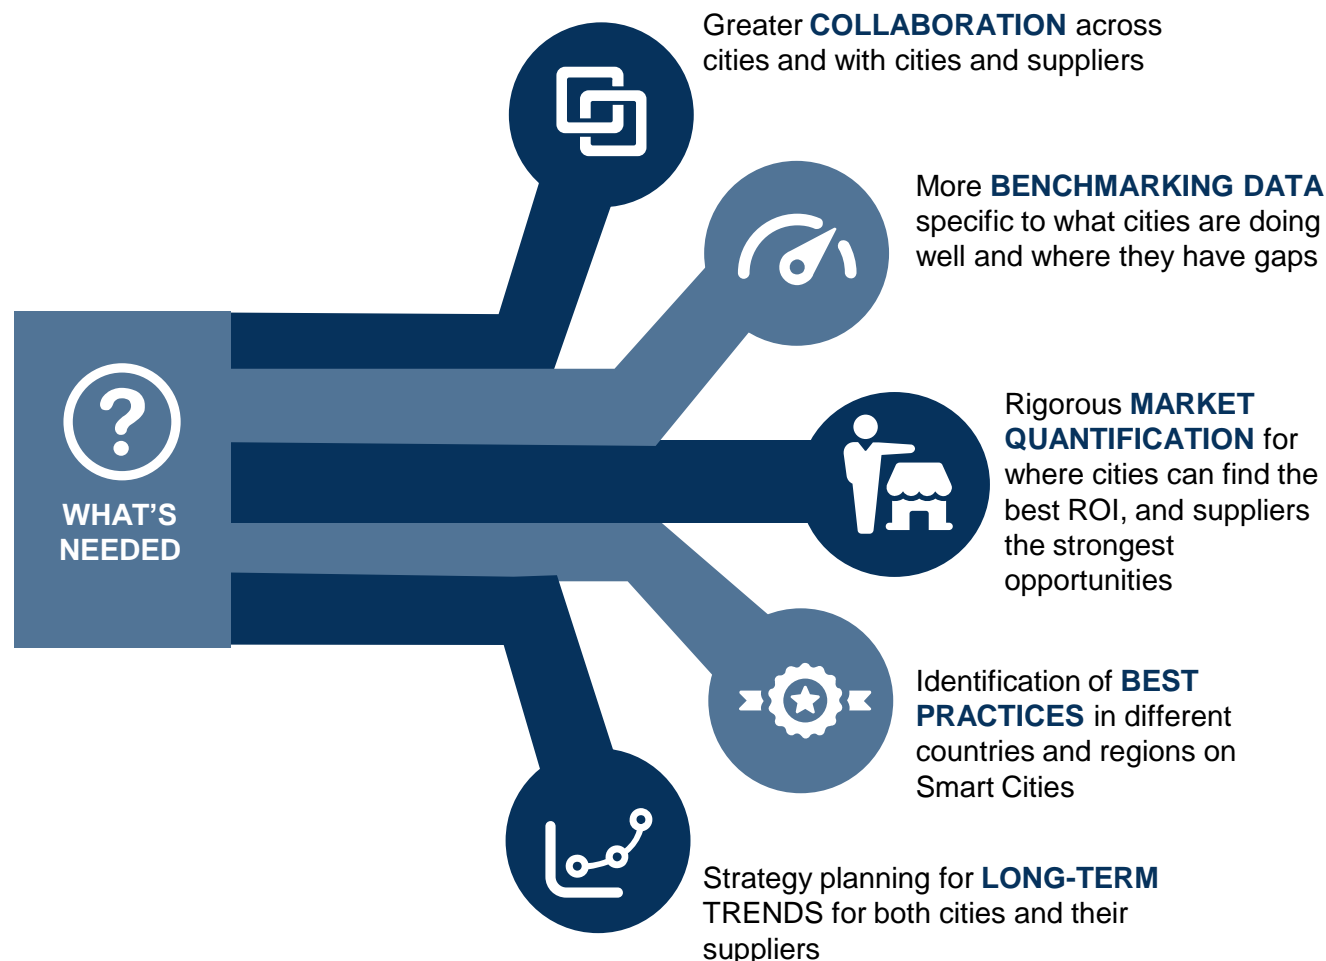 Greater COLLABORATION across
cities and with cities and suppliers
More BENCHMARKING DATA
specific to what cities are doing
well and where they have gaps
WHAT'S
NEEDED
Rigorous MARKET
QUANTIFICATION for
where cities can find the
best ROI, and suppliers
the strongest
opportunities
Identification of BEST
PRACTICES in different
countries and regions on
Smart Cities
Strategy planning for LONG-TERM
TRENDS for both cities and their
suppliers